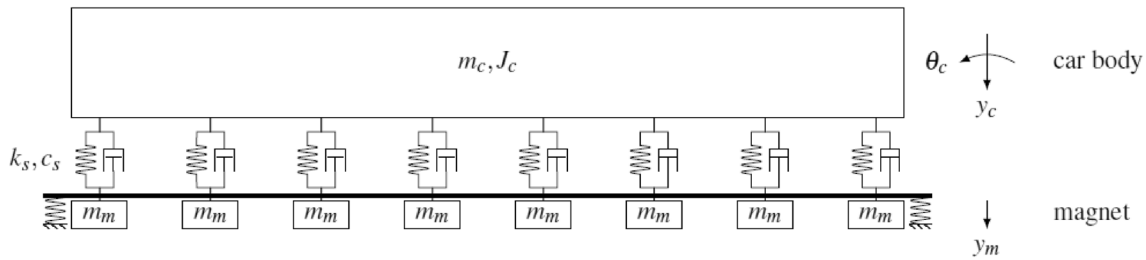 m_c, J_c
θ_c
y_c
car body
k_s, c_s
m_m m_m m_m m_m m_m m_m m_m m_m
y_m
magnet